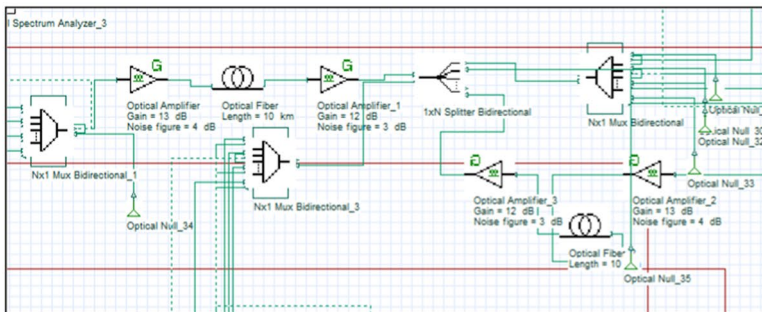 l Spectrum Analyzer_3
G
G
Optical Amplifier
Gain = 13 dB
Noise figure = 4 dB
Optical Fiber
Length = 10 km
Optical Amplifier_1
Gain = 12 dB
Noise figure = 3 dB
1xN Splitter Bidirectional
Nx1 Mux Bidirectional
Optical Null_
ical Null_30
Optical Null_32
Nx1 Mux Bidirectional_1
Nx1 Mux Bidirectional_3
G
G
Optical Null_33
Optical Null_34
Optical Amplifier_3
Gain = 12 dB
Noise figure = 3 dB
Optical Amplifier_2
Gain = 13 dB
Noise figure = 4 dB
Optical Fiber
Length = 10
Optical Null_35